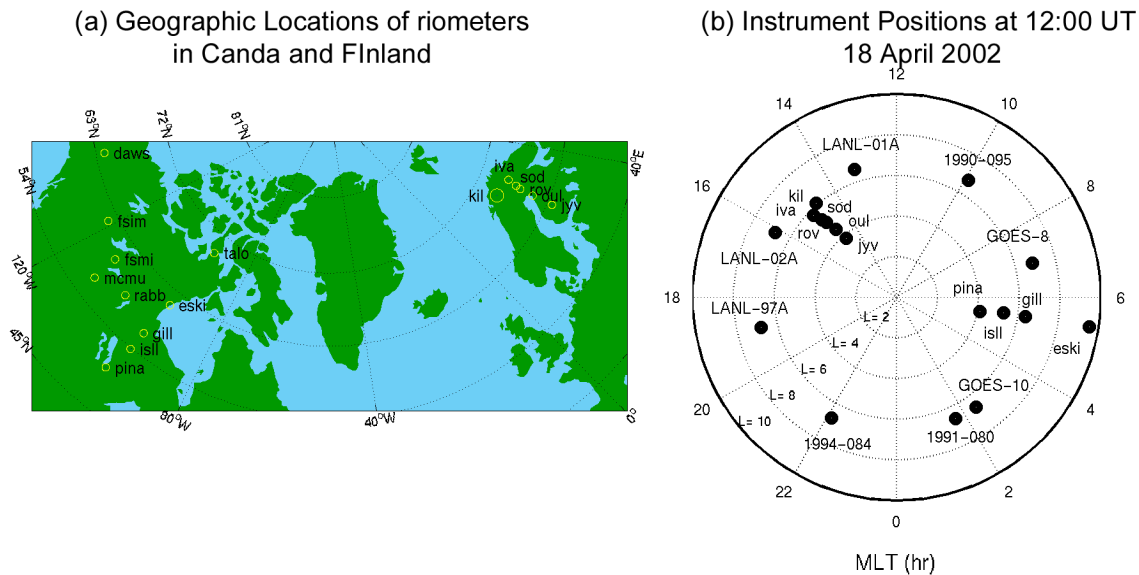 (a) Geographic Locations of riometers
in Canda and FInland
63°N
72°N
81°N
54°N
120°W
45°N
90°W
40°W
0°
40°E
daws
fsim
fsmi
mcmu
rabb
talo
eski
gill
isll
pina
iva
sod
rov
kil
oul
jyv
(b) Instrument Positions at 12:00 UT
18 April 2002
12
14
10
16
8
18
6
20
4
22
2
0
LANL-01A
1990-095
kil
iva
sod
rov
oul
jyv
LANL-02A
GOES-8
LANL-97A
pina
isll
gill
eski
L= 2
L= 4
L= 6
L= 8
L= 10
GOES-10
1994-084
1991-080
MLT (hr)